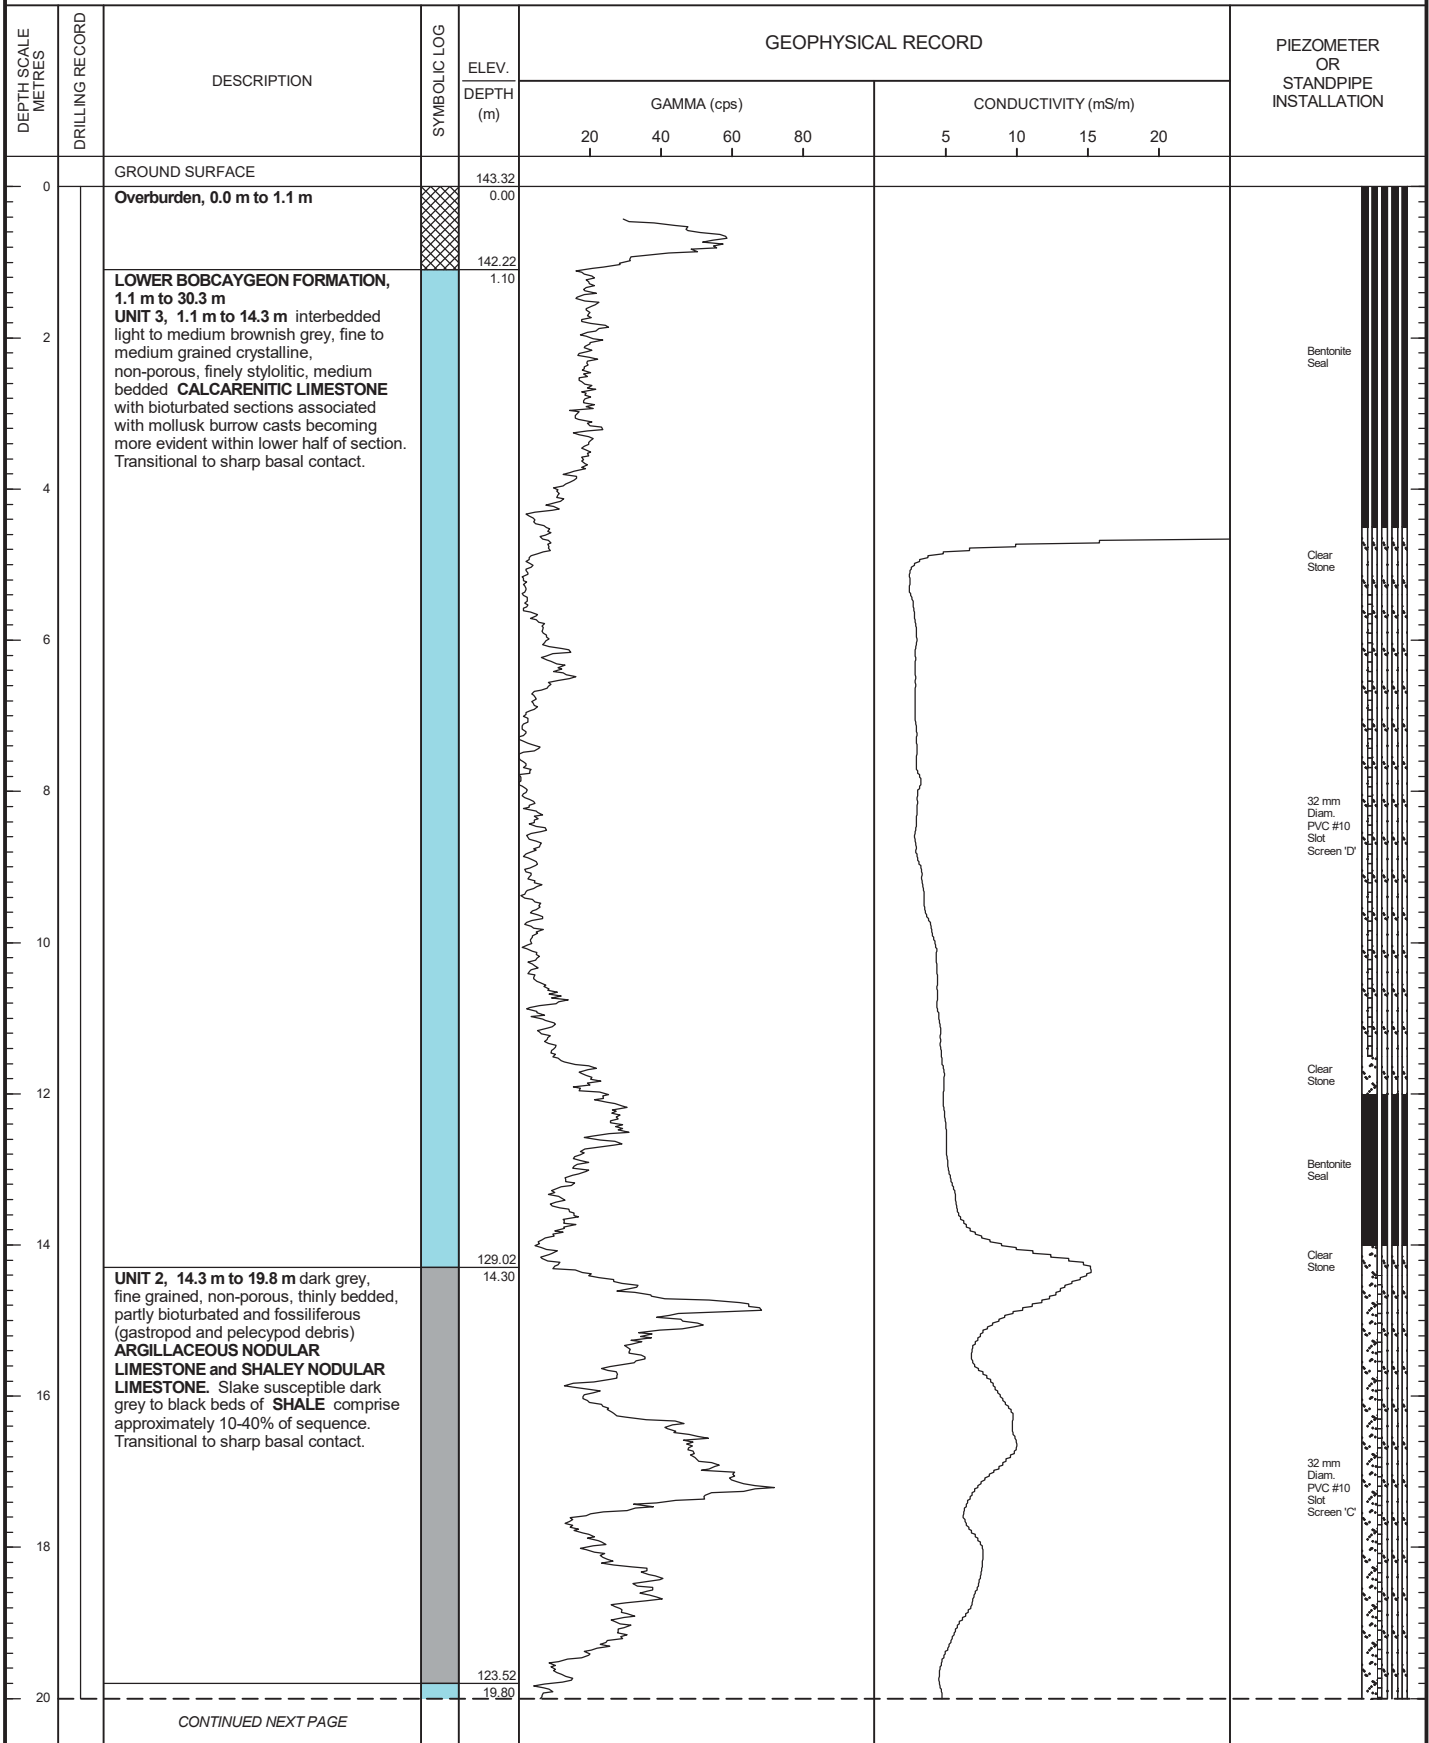 DEPTH SCALE
METRES
DRILLING RECORD
DESCRIPTION
SYMBOLIC LOG
ELEV.
DEPTH
(m)
GEOPHYSICAL RECORD
GAMMA (cps)
20 40 60 80
CONDUCTIVITY (mS/m)
5 10 15 20
PIEZOMETER
OR
STANDPIPE
INSTALLATION
GROUND SURFACE
143.32
0
Overburden, 0.0 m to 1.1 m
0.00
142.22
LOWER BOBCAYGEON FORMATION,
1.10
1.1 m to 30.3 m
UNIT 3, 1.1 m to 14.3 m interbedded
light to medium brownish grey, fine to
2
medium grained crystalline,
non-porous, finely stylolitic, medium
bedded CALCARENITIC LIMESTONE
with bioturbated sections associated
with mollusk burrow casts becoming
more evident within lower half of section.
Transitional to sharp basal contact.
Bentonite
Seal
4
Clear
Stone
6
8
32 mm
Diam.
PVC #10
Slot
Screen 'D'
10
Clear
Stone
12
Bentonite
Seal
14
129.02
Clear
Stone
UNIT 2, 14.3 m to 19.8 m dark grey,
14.30
fine grained, non-porous, thinly bedded,
partly bioturbated and fossiliferous
(gastropod and pelecypod debris)
ARGILLACEOUS NODULAR
LIMESTONE and SHALEY NODULAR
LIMESTONE. Slake susceptible dark
16
grey to black beds of SHALE comprise
approximately 10-40% of sequence.
Transitional to sharp basal contact.
32 mm
Diam.
PVC #10
Slot
Screen 'C'
18
123.52
19.80
20
CONTINUED NEXT PAGE